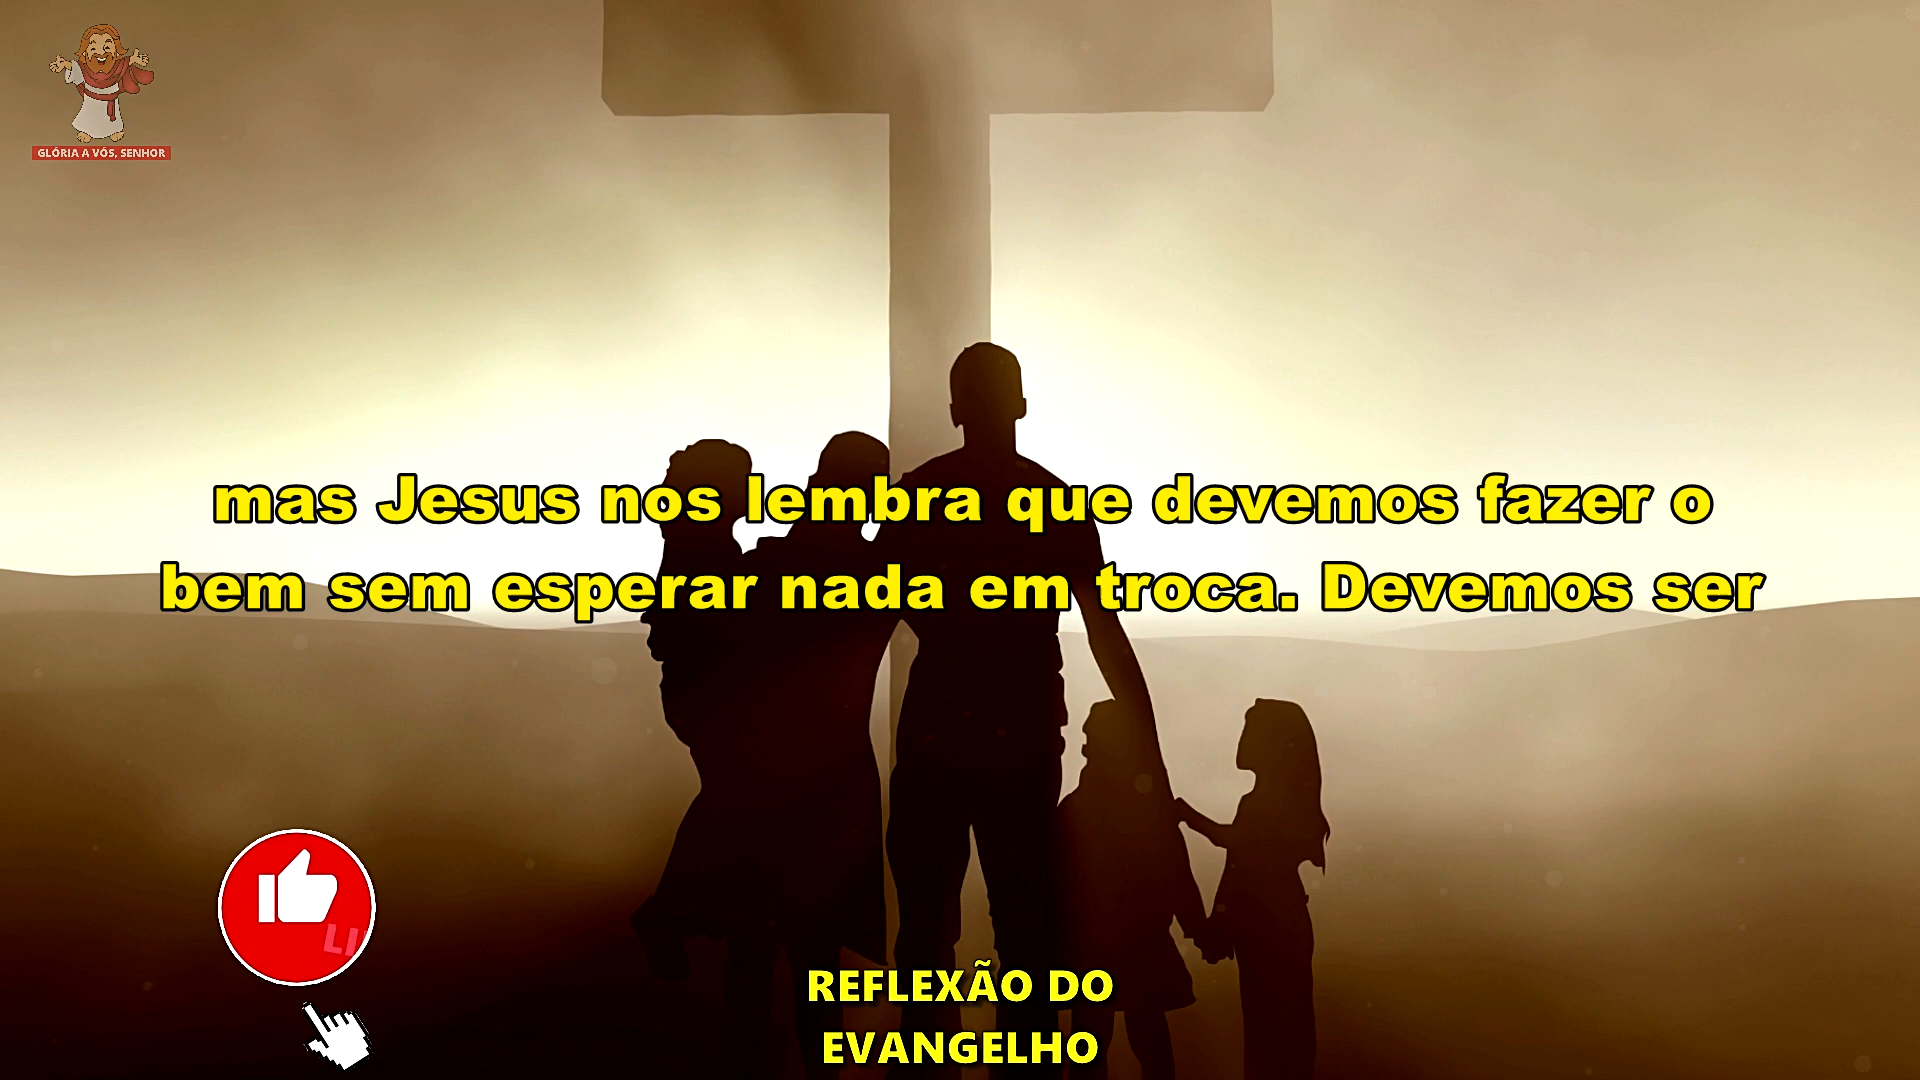 GLÓRIA A VÓS, SENHOR
mas Jesus nos lembra que devemos fazer o
bem sem esperar nada em troca. Devemos ser
LI
REFLEXÃO DO
EVANGELHO